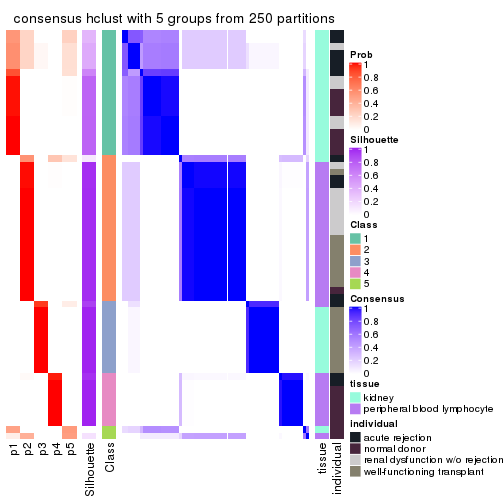 consensus hclust with 5 groups from 250 partitions
Prob
1
0.8
0.6
0.4
0.2
0
Silhouette
1
0.8
0.6
0.4
0.2
0
Class
1
2
3
4
5
Consensus
1
0.8
0.6
0.4
0.2
0
tissue
kidney
peripheral blood lymphocyte
individual
acute rejection
normal donor
renal dysfunction w/o rejection
well-functioning transplant
p1
p2
p3
p4
p5
Silhouette
Class
tissue
individual